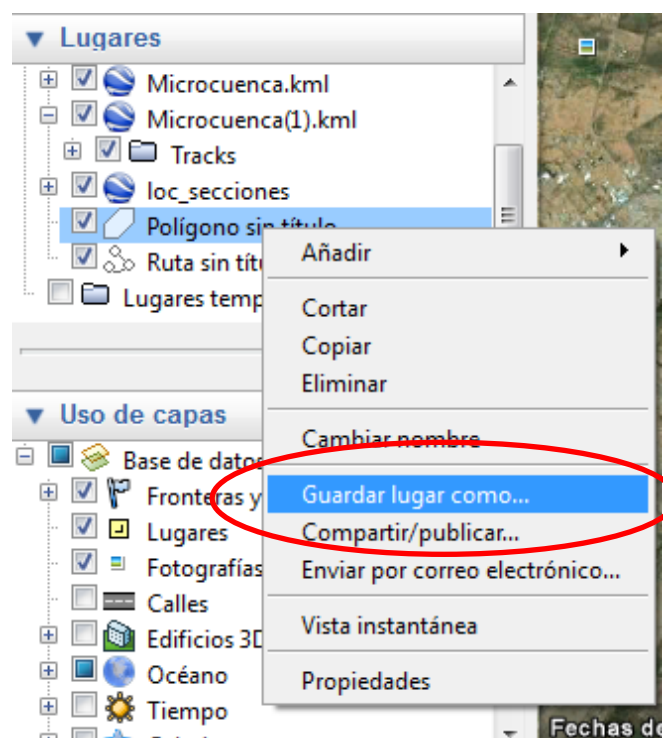 Lugares
Microcuenca.kml
Microcuenca(1).kml
Tracks
loc_secciones
Polígono sin título
Ruta sin
Lugares
Añadir
Cortar
Copiar
Eliminar
Cambiar nombre
Guardar lugar como...
Compartir/publicar...
Enviar por correo electrónico...
Vista instantánea
Propiedades
Uso de capas
Base de datos
Fronteras y
Lugares
Fotografías
Calles
Edificios 3D
Océano
Tiempo
Fechas de